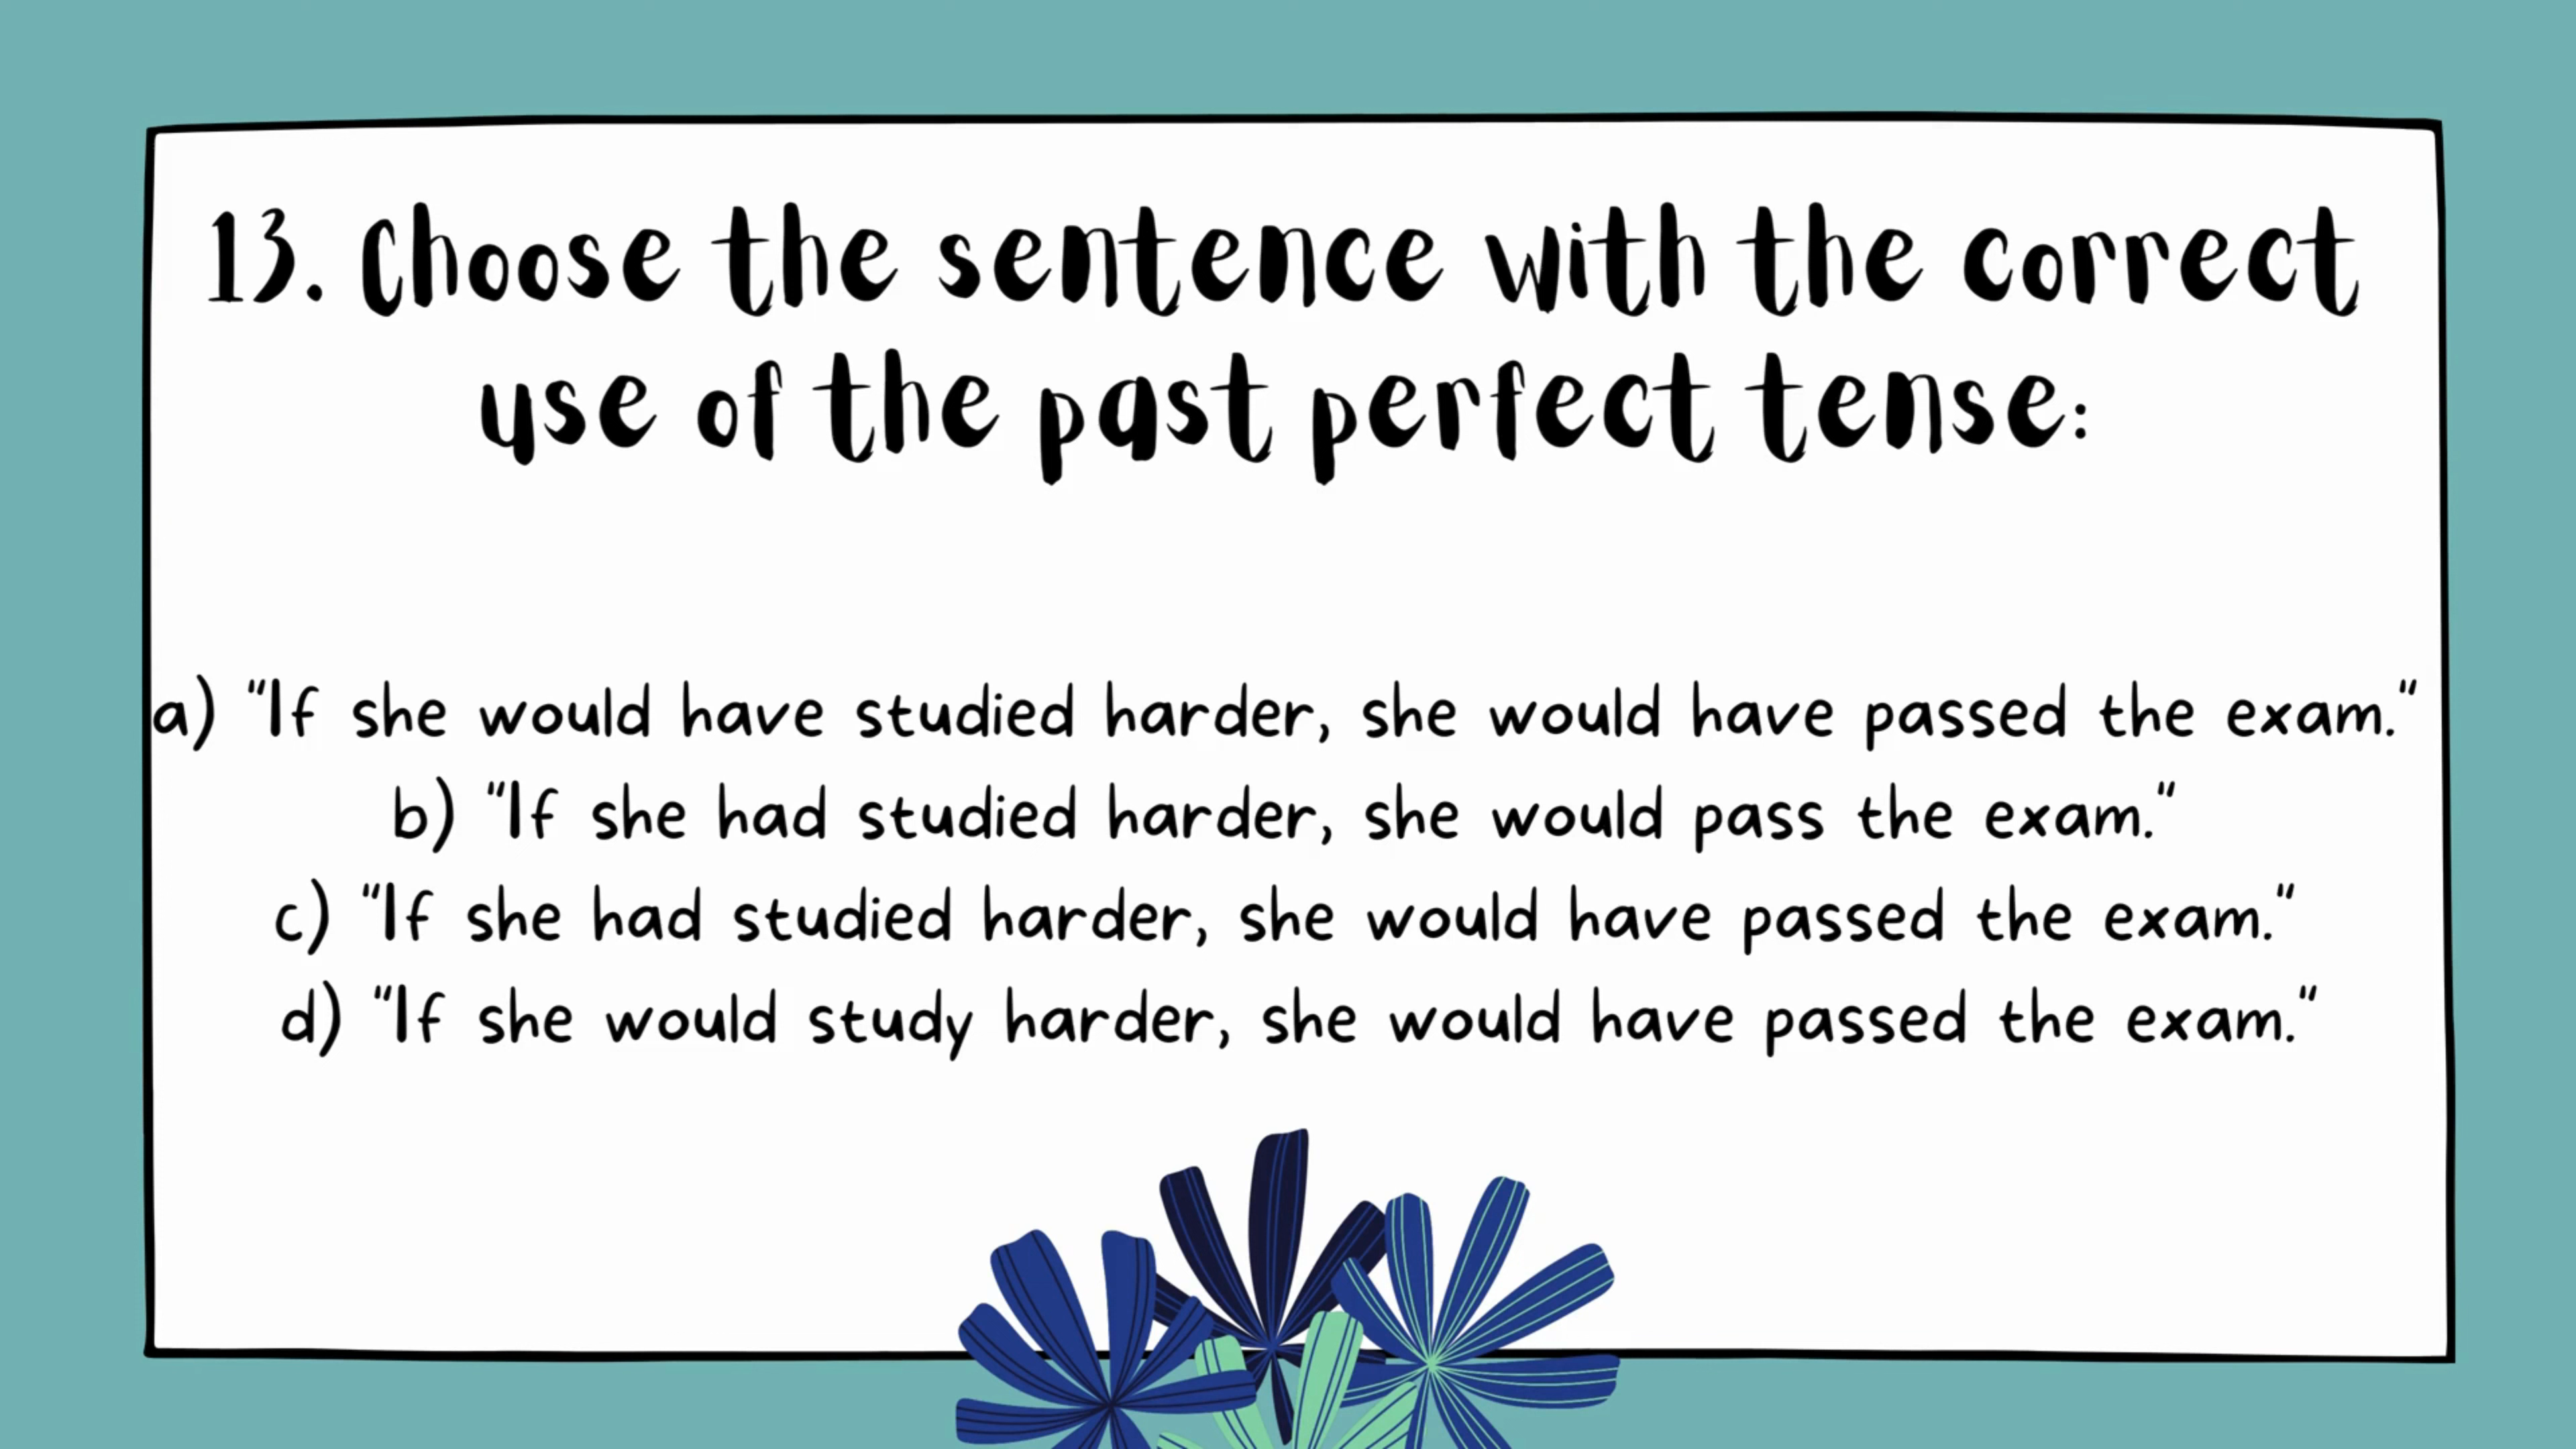 13. Choose the sentence with the correct
use of the past perfect tense:
a) "If she would have studied harder, she would have passed the exam."
b) "If she had studied harder, she would pass the exam."
c) "If she had studied harder, she would have passed the exam."
d) "If she would study harder, she would have passed the exam."